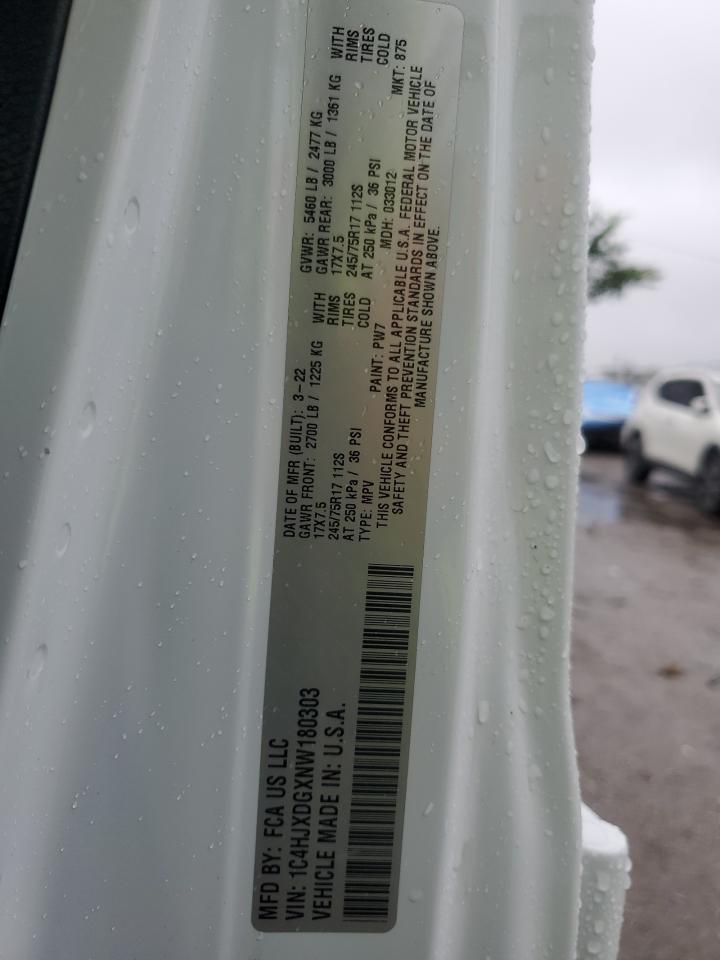 MFD BY: FCA US LLC
VIN: 1C4HJXDGXNW180303
VEHICLE MADE IN: U.S.A.
DATE OF MFR (BUILT): 3-22 GVWR: 5460 LB / 2477 KG
GAWR FRONT: 2700 LB / 1225 KG WITH GAWR REAR: 3000 LB / 1361 KG WITH
17X7.5 RIMS 17X7.5 RIMS
245/75R17 112S TIRES 245/75R17 112S TIRES
AT 250 kPa / 36 PSI COLD AT 250 kPa / 36 PSI COLD
TYPE: MPV PAINT: PW7 MDH: 033012 MKT: 875
THIS VEHICLE CONFORMS TO ALL APPLICABLE U.S.A. FEDERAL MOTOR VEHICLE
SAFETY AND THEFT PREVENTION STANDARDS IN EFFECT ON THE DATE OF
MANUFACTURE SHOWN ABOVE.